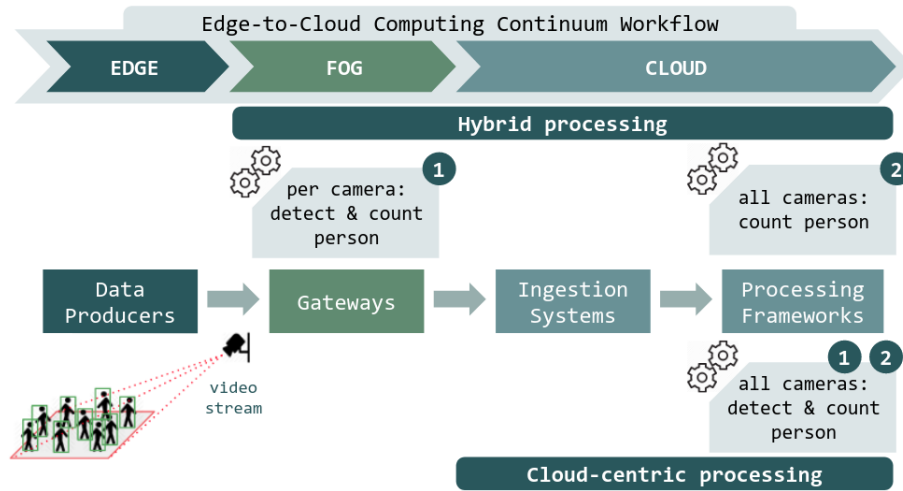 Edge-to-Cloud Computing Continuum Workflow
EDGE
FOG
CLOUD
Hybrid processing
1
per camera:
detect & count
person
2
all cameras:
count person
Data
Producers
Gateways
Ingestion
Systems
Processing
Frameworks
video
stream
1
2
all cameras:
detect & count
person
Cloud-centric processing